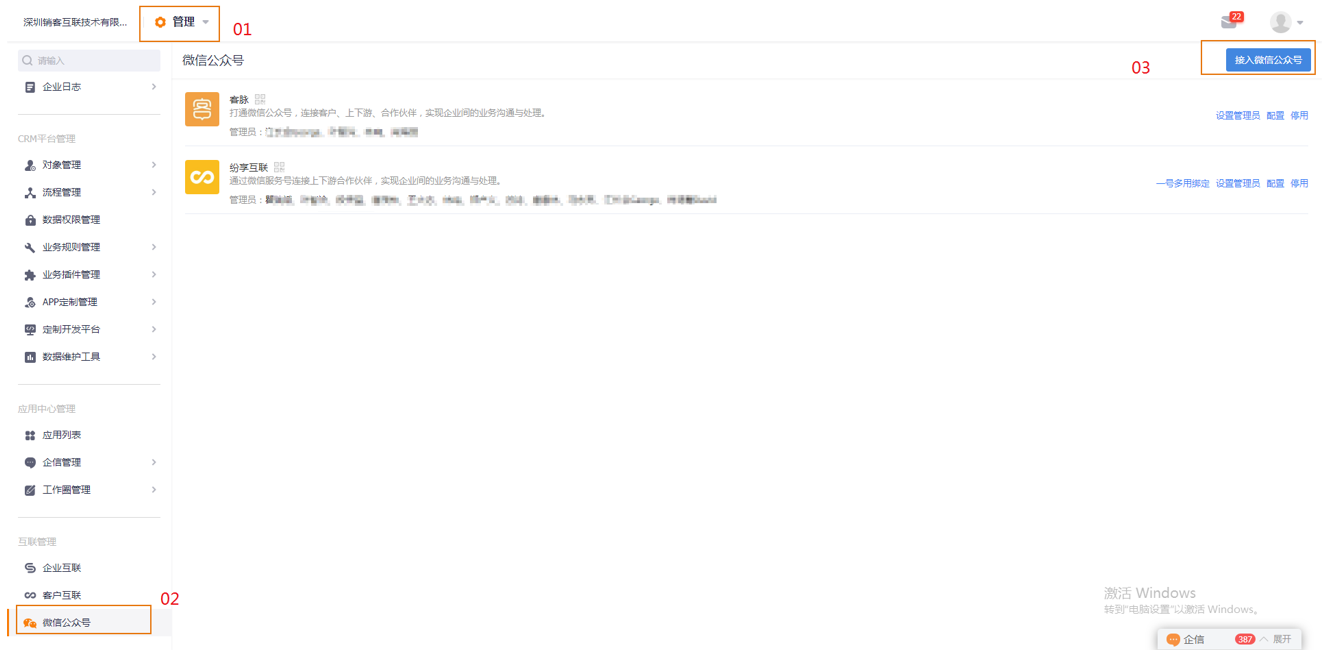 深圳销客互联技术有限...
管理
01
22
请输入
企业日志
CRM平台管理
对象管理
流程管理
数据权限管理
业务规则管理
业务插件管理
APP定制管理
定制开发平台
数据维护工具
应用中心管理
应用列表
企信管理
工作圈管理
互联管理
企业互联
客户互联
微信公众号
02
微信公众号
03
接入微信公众号
客脉
打通微信公众号，连接客户、上下游、合作伙伴，实现企业间的业务沟通与处理。
管理员：
设置管理员 配置 停用
纷享互联
通过微信服务号连接上下游合作伙伴，实现企业间的业务沟通与处理。
管理员：
一号多用绑定 设置管理员 配置 停用
激活 Windows
转到"电脑设置"以激活 Windows。
企信 387 展开